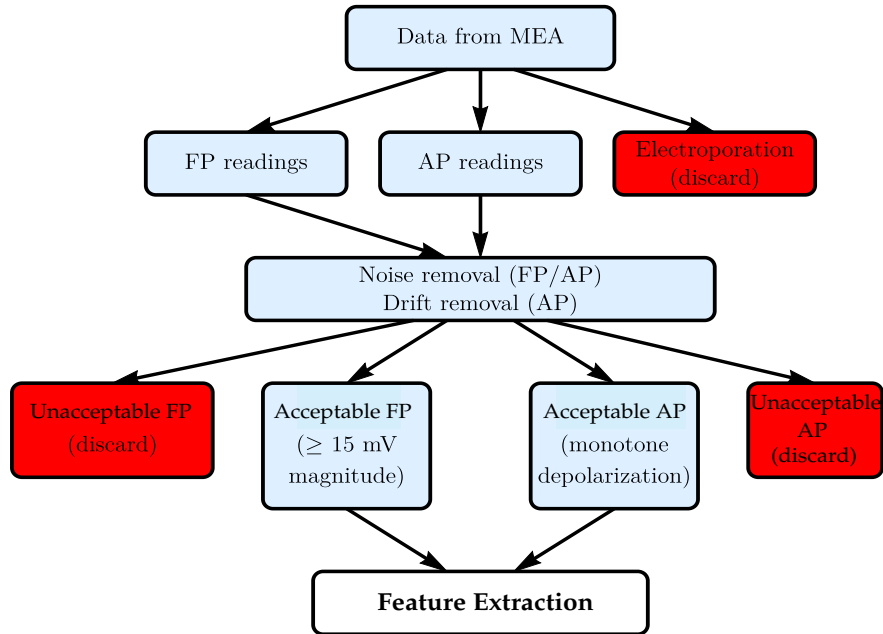 Data from MEA
FP readings
AP readings
Electroporation
(discard)
Noise removal (FP/AP)
Drift removal (AP)
Unacceptable FP
(discard)
Acceptable FP
(≥ 15 mV
magnitude)
Acceptable AP
(monotone
depolarization)
Unacceptable
AP
(discard)
Feature Extraction